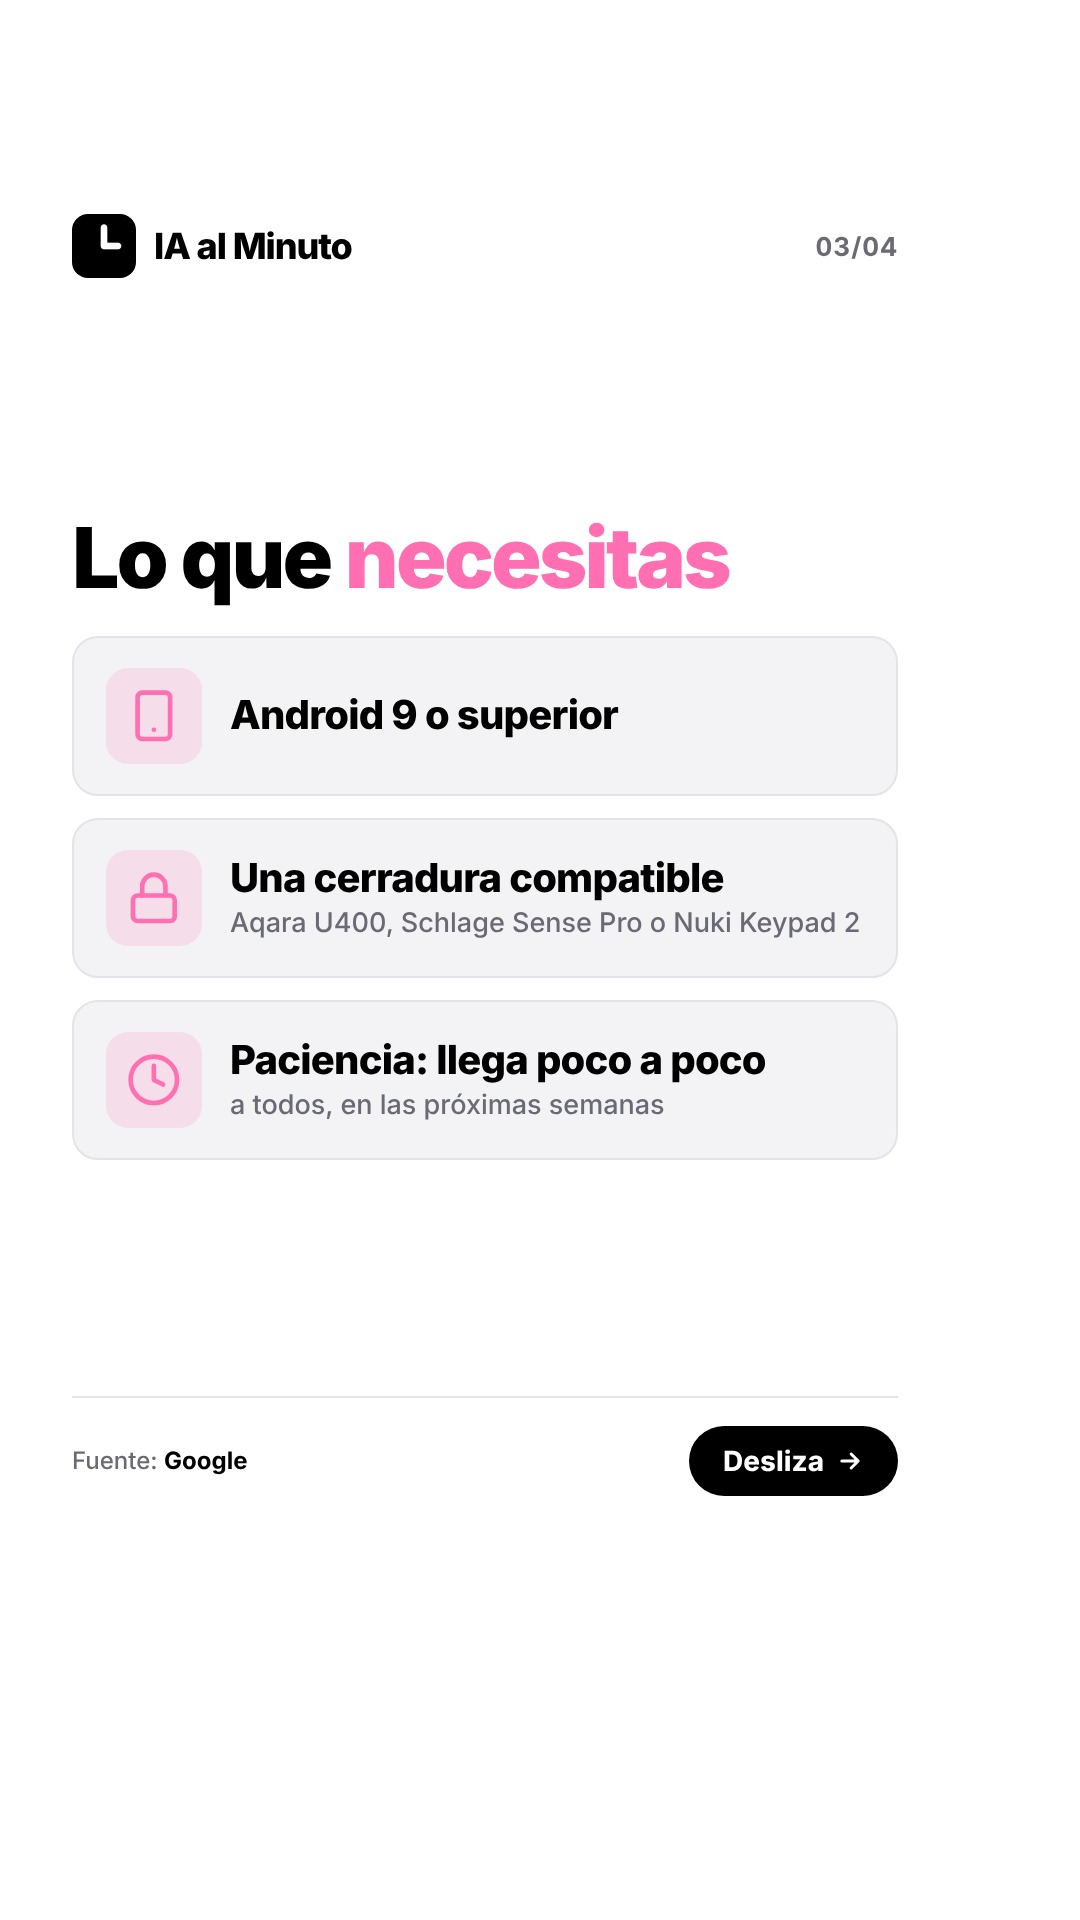 IA al Minuto
03/04
Lo que necesitas
Android 9 o superior
Una cerradura compatible
Aqara U400, Schlage Sense Pro o Nuki Keypad 2
Paciencia: llega poco a poco
a todos, en las próximas semanas
Fuente: Google
Desliza →